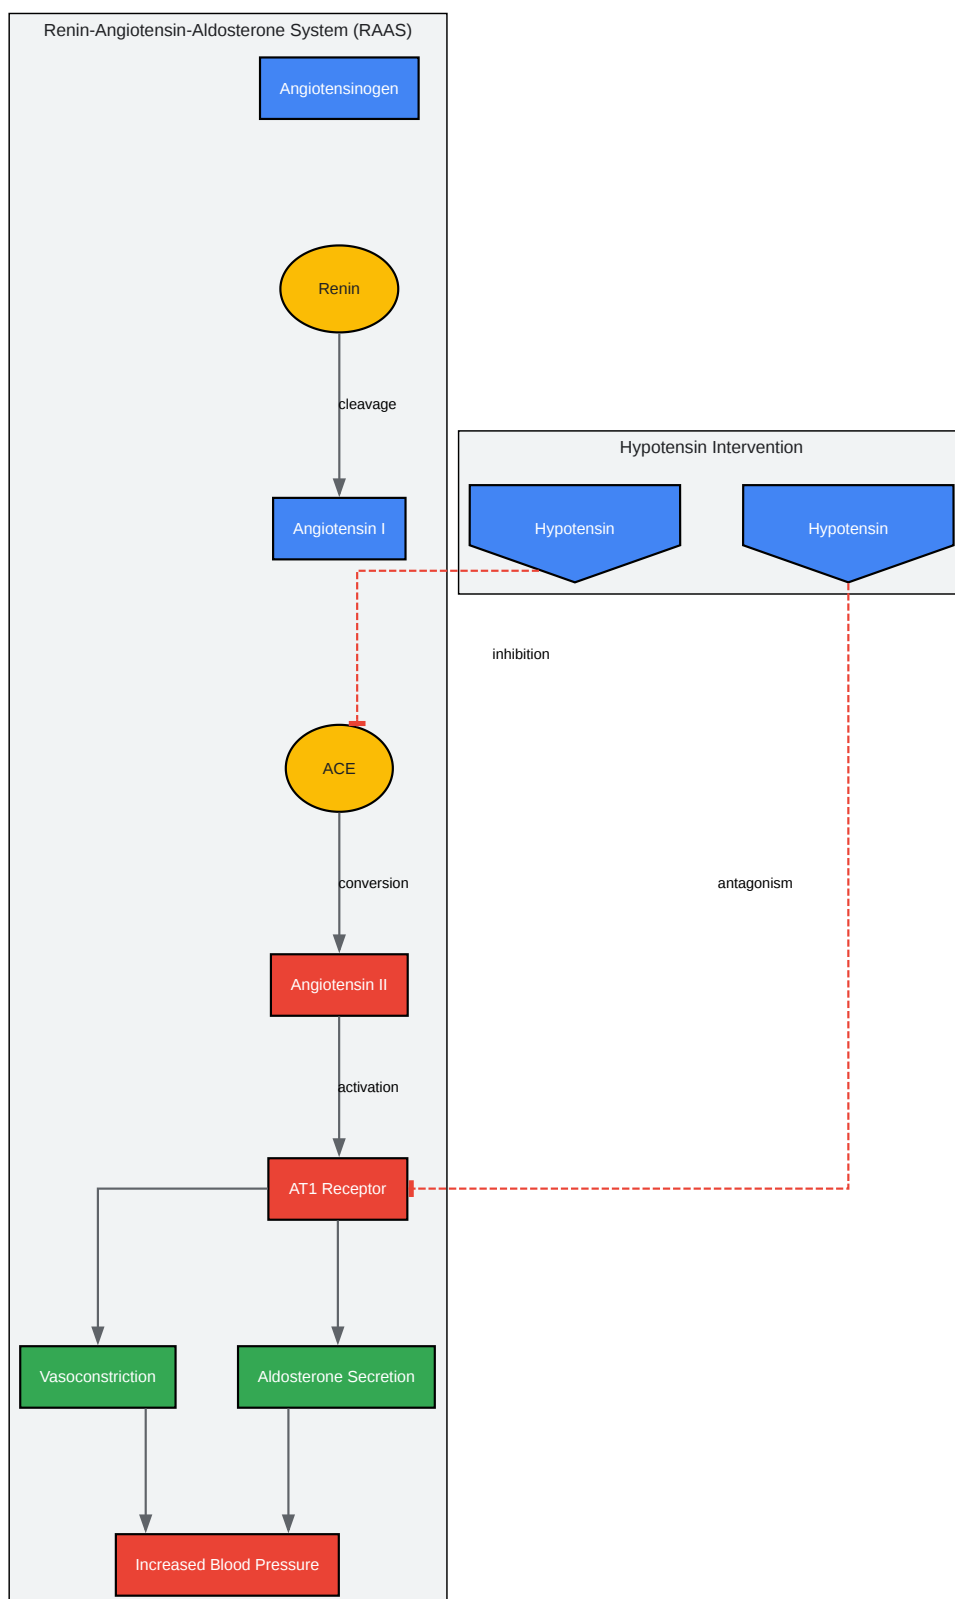 Renin-Angiotensin-Aldosterone System (RAAS)
Angiotensinogen
Renin
cleavage
Hypotensin Intervention
Angiotensin I
Hypotensin
Hypotensin
inhibition
ACE
conversion
antagonism
Angiotensin II
activation
AT1 Receptor
Vasoconstriction
Aldosterone Secretion
Increased Blood Pressure